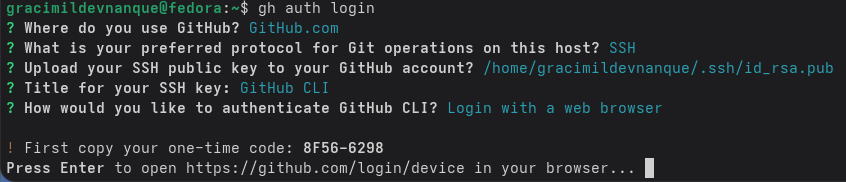 gracimildevnanque@fedora:~$ gh auth login
? Where do you use GitHub? GitHub.com
? What is your preferred protocol for Git operations on this host? SSH
? Upload your SSH public key to your GitHub account? /home/gracimildevnanque/.ssh/id_rsa.pub
? Title for your SSH key: GitHub CLI
? How would you like to authenticate GitHub CLI? Login with a web browser
! First copy your one-time code: 8F56-6298
Press Enter to open https://github.com/login/device in your browser...